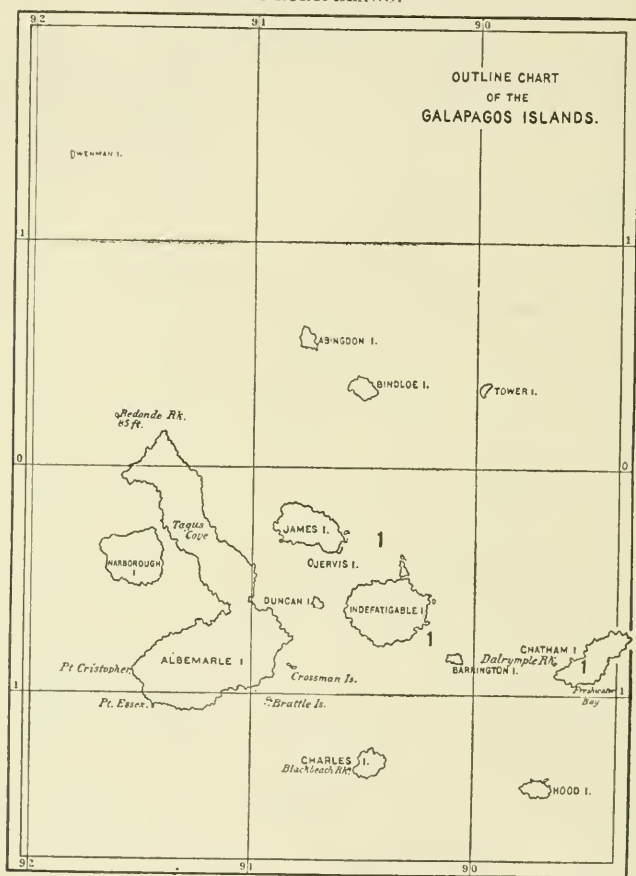 92
91
90
OUTLINE CHART
OF THE
GALAPAGOS ISLANDS.
WENMAN I.
1
1
ABINGDON I.
BINDLOE I.
TOWER I.
Redonde Rk.
85 ft.
0
0
Tagus
Cove
JAMES I.
1
JERVIS I.
NARBOROUGH
I
DUNCAN I.
INDEFATIGABLE I
1
CHATHAM I
Dalrymple Rk.
1
ALBEMARLE I
BARRINGTON I.
Pt Cristopher
Crossman Is.
Freshwater
Bay
1
1
Pt. Essex
Brattle Is.
CHARLES I.
Blackbeach Rk.
HOOD I.
92
91
90